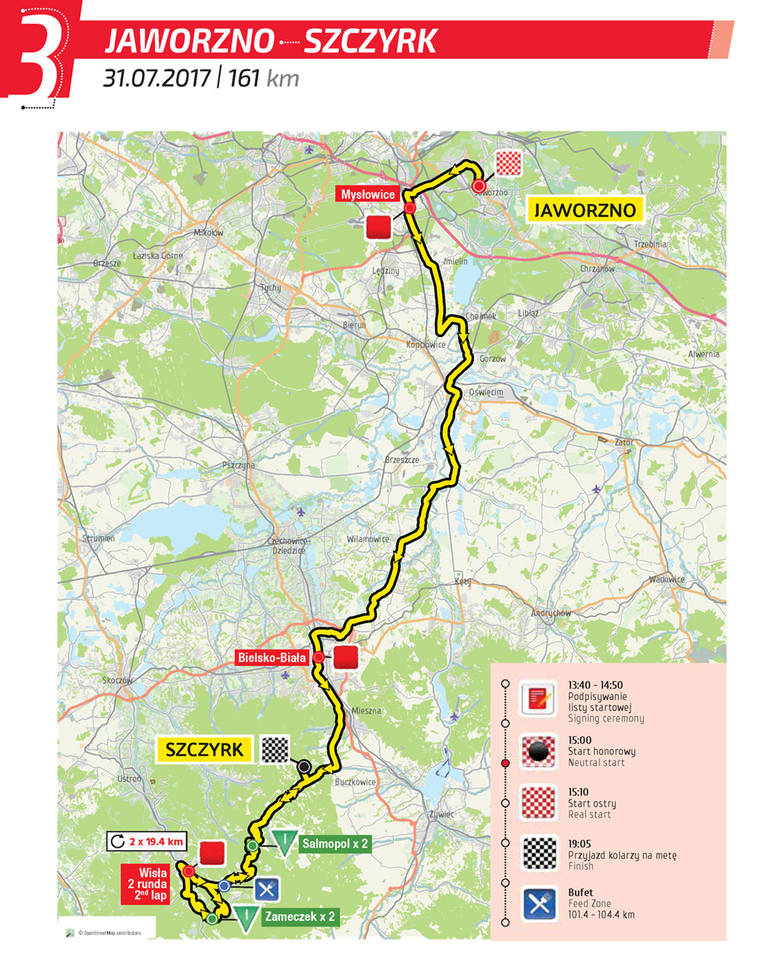 3
JAWORZNO SZCZYRK
31.07.2017 | 161 km
Mysłowice
JAWORZNO
Trzebinia
Mikołów
Łaziska Górne
Orzesze
Imielin
Lędziny
Chrzanów
Tychy
Chełmek
Libiąż
Bieruń
Gorzów
Alwernia
Oświęcim
Zator
Brzeszcze
Pszczyna
Strumień
Wilamowice
Czechowice-
Dziedzice
Kęty
Wadowice
Andrychów
Bielsko-Biała
Skoczów
Mieszna
SZCZYRK
Ustroń
Buczkowice
Żywiec
2 x 19.4 km
Salmopol x 2
Wisła
2 runda
2nd lap
Zameczek x 2
13:40 - 14:50
Podpisywanie
listy startowej
Signing ceremony
15:00
Start honorowy
Neutral start
15:10
Start ostry
Real start
19:05
Przyjazd kolarzy na metę
Finish
Bufet
Feed Zone
101.4 - 104.4 km
© OpenStreetMap contributors